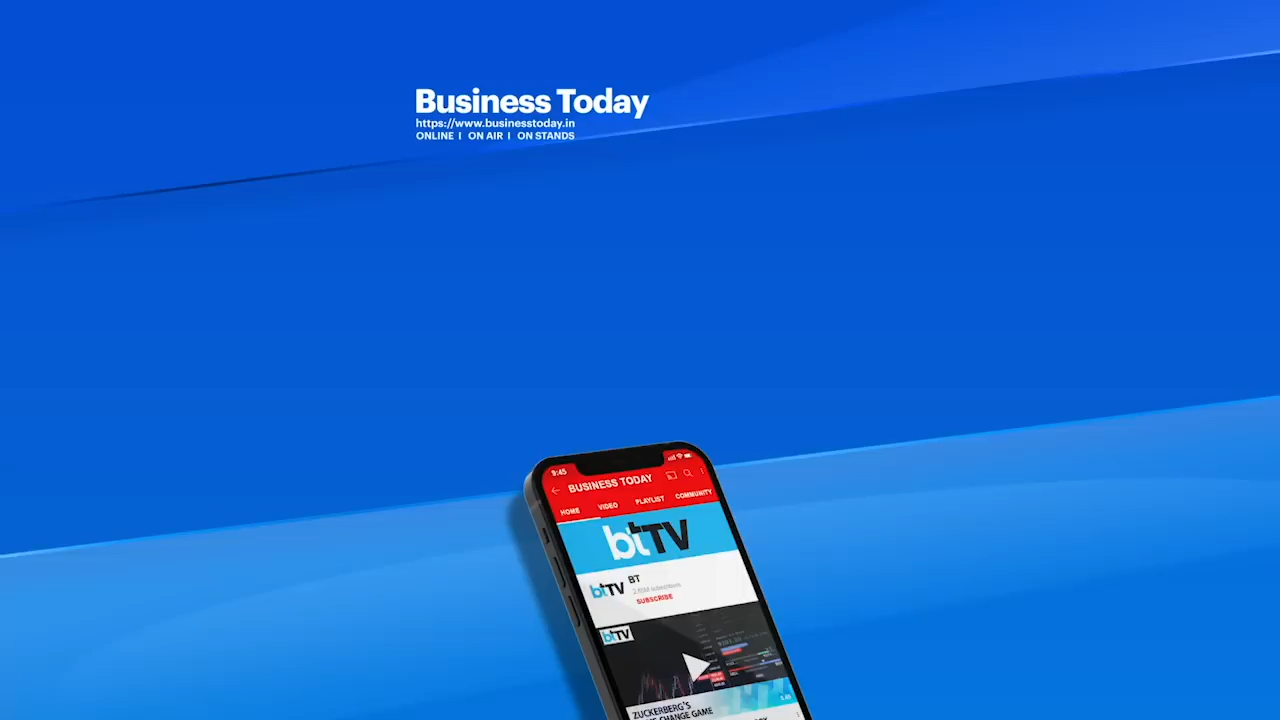 Business Today
https://www.businesstoday.in
ONLINE I ON AIR I ON STANDS
9:45
BUSINESS TODAY
HOME VIDEO PLAYLIST COMMUNITY
btTV
btTV BT
subscribers
SUBSCRIBE
btTV
ZUCKERBERG'S
CHANGE GAME